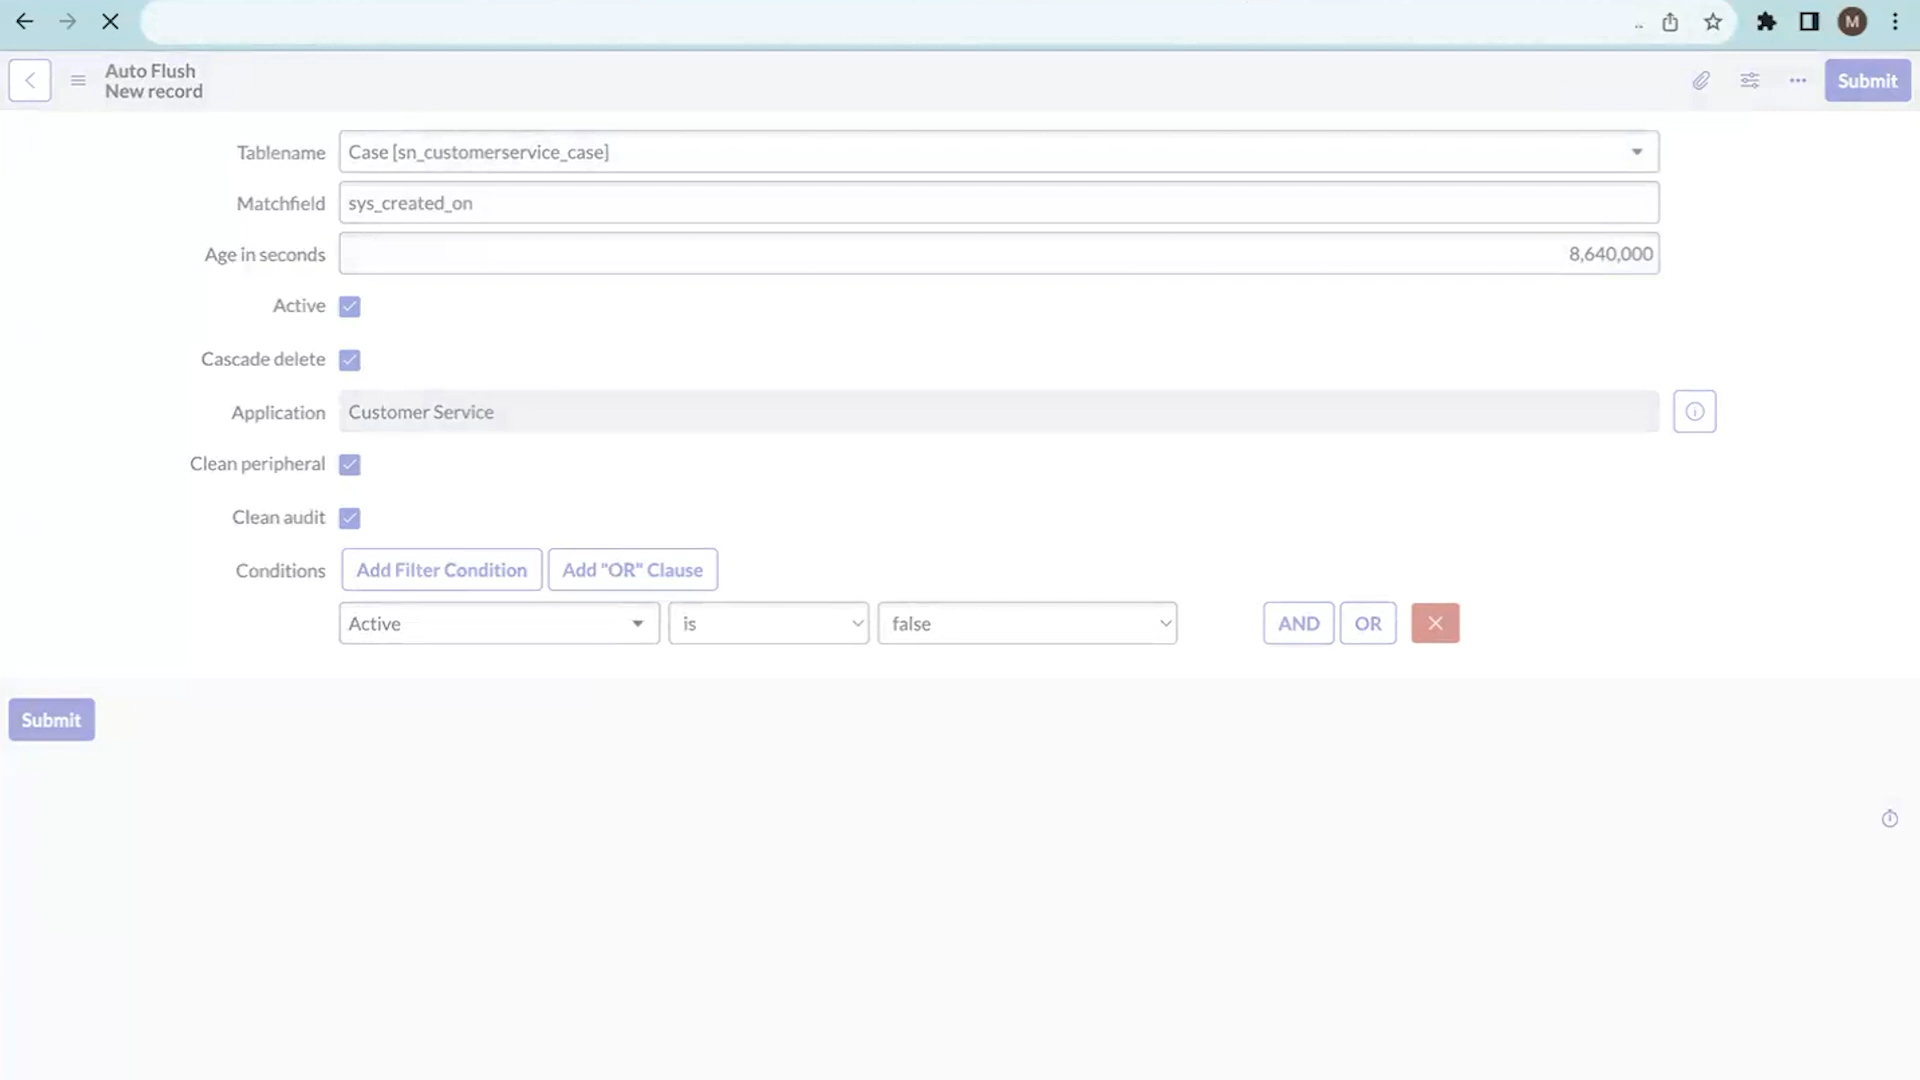 M
Auto Flush
New record
Submit
Tablename Case [sn_customerservice_case]
Matchfield sys_created_on
Age in seconds 8,640,000
Active
Cascade delete
Application Customer Service
Clean peripheral
Clean audit
Conditions Add Filter Condition Add "OR" Clause
Active is false AND OR
Submit